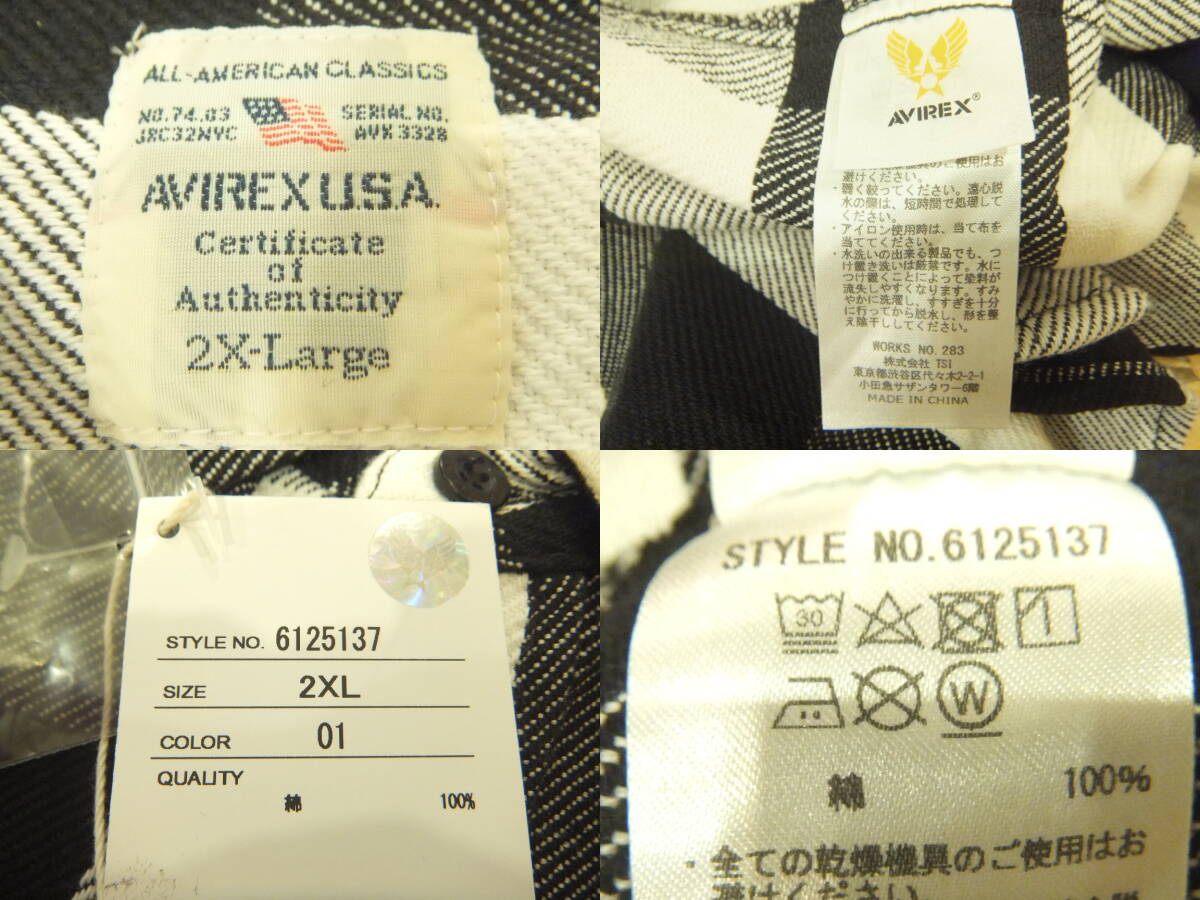 ALL-AMERICAN CLASSICS
NO.74.03 SERIAL NO.
JRC32NYC AVX 3328
AVIREX U.S.A.
Certificate
of
Authenticity
2X-Large
AVIREX®
避けください。
・弱く絞ってください。遠心脱
水の際は、短時間で処理して
ください。
・アイロン使用時は、当て布を
当ててください。
・水洗いの出来る製品でも、つ
け置き洗いは厳禁です。水に
つけ置くことによって染料が
流失しやすくなります。すみ
やかに洗濯し、すすぎを十分
に行ってから脱水し、形を整
え陰干ししてください。
WORKS NO. 283
株式会社 TSI
東京都渋谷区代々木2-2-1
小田急サザンタワー6階
MADE IN CHINA
STYLE NO. 6125137
SIZE 2XL
COLOR 01
QUALITY
綿 100%
STYLE NO.6125137
30
1
W
綿 100%
・全ての乾燥機具のご使用はお
避けください。